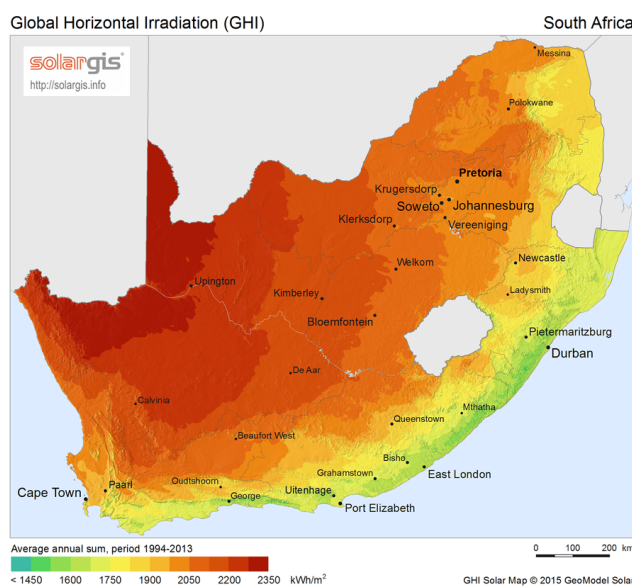 Global Horizontal Irradiation (GHI)
South Africa
solargis
http://solargis.info
Messina
Polokwane
Pretoria
Krugersdorp
Soweto
Johannesburg
Klerksdorp
Vereeniging
Welkom
Newcastle
Upington
Kimberley
Ladysmith
Bloemfontein
Pietermaritzburg
Durban
De Aar
Calvinia
Mthatha
Queenstown
Beaufort West
Bisho
Grahamstown
East London
Oudtshoorn
Paarl
Cape Town
George
Uitenhage
Port Elizabeth
Average annual sum, period 1994-2013
0 100 200 km
< 1450 1600 1750 1900 2050 2200 2350 kWh/m²
GHI Solar Map © 2015 GeoModel Solar